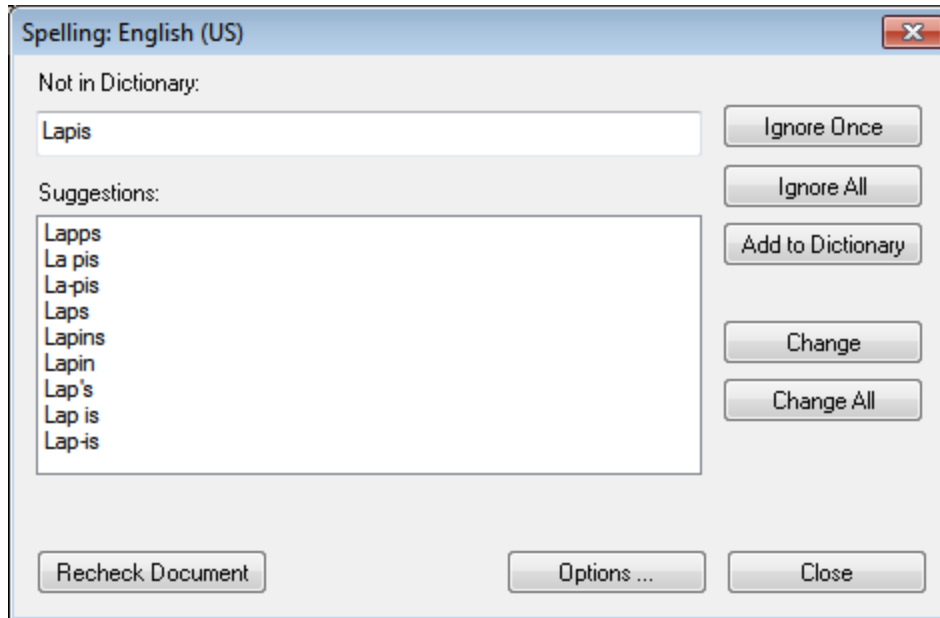 Spelling: English (US)
Not in Dictionary:
Lapis
Ignore Once
Ignore All
Add to Dictionary
Suggestions:
Lapps
La pis
La-pis
Laps
Lapins
Lapin
Lap's
Lap is
Lap-is
Change
Change All
Recheck Document
Options ...
Close